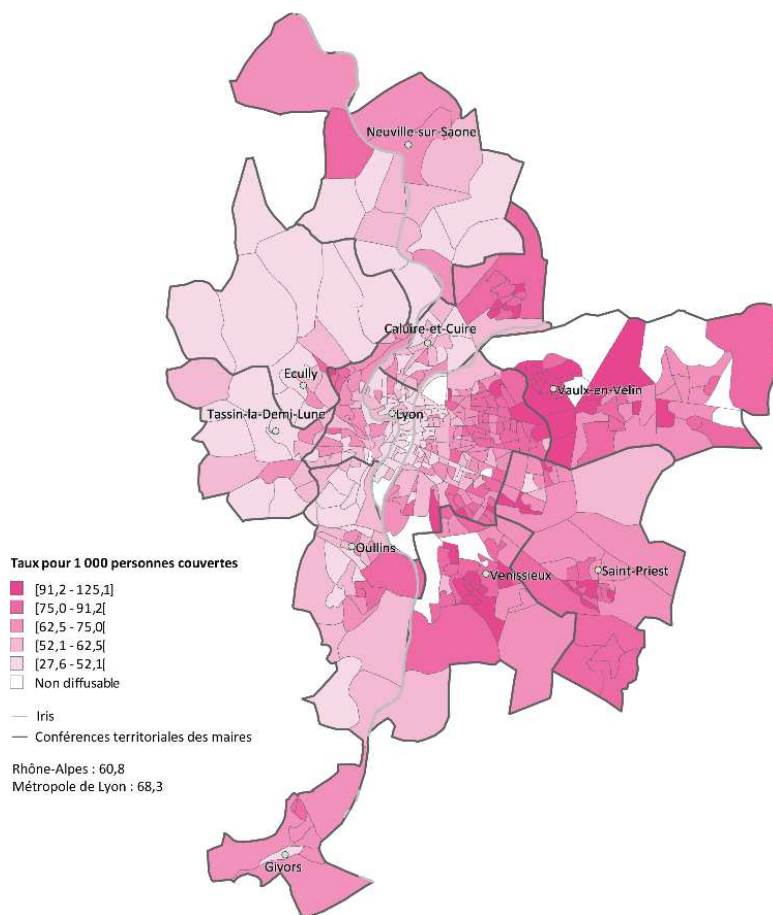 Neuville-sur-Saone
Caluire-et-Cuire
Ecully
Vaulx-en-Velin
Tassin-la-Demi-Lune
Lyon
Oullins
Venissieux
Saint-Priest
Givors
Taux pour 1 000 personnes couvertes
[91,2 - 125,1]
[75,0 - 91,2[
[62,5 - 75,0[
[52,1 - 62,5[
[27,6 - 52,1[
Non diffusable
Iris
Conférences territoriales des maires
Rhône-Alpes : 60,8
Métropole de Lyon : 68,3